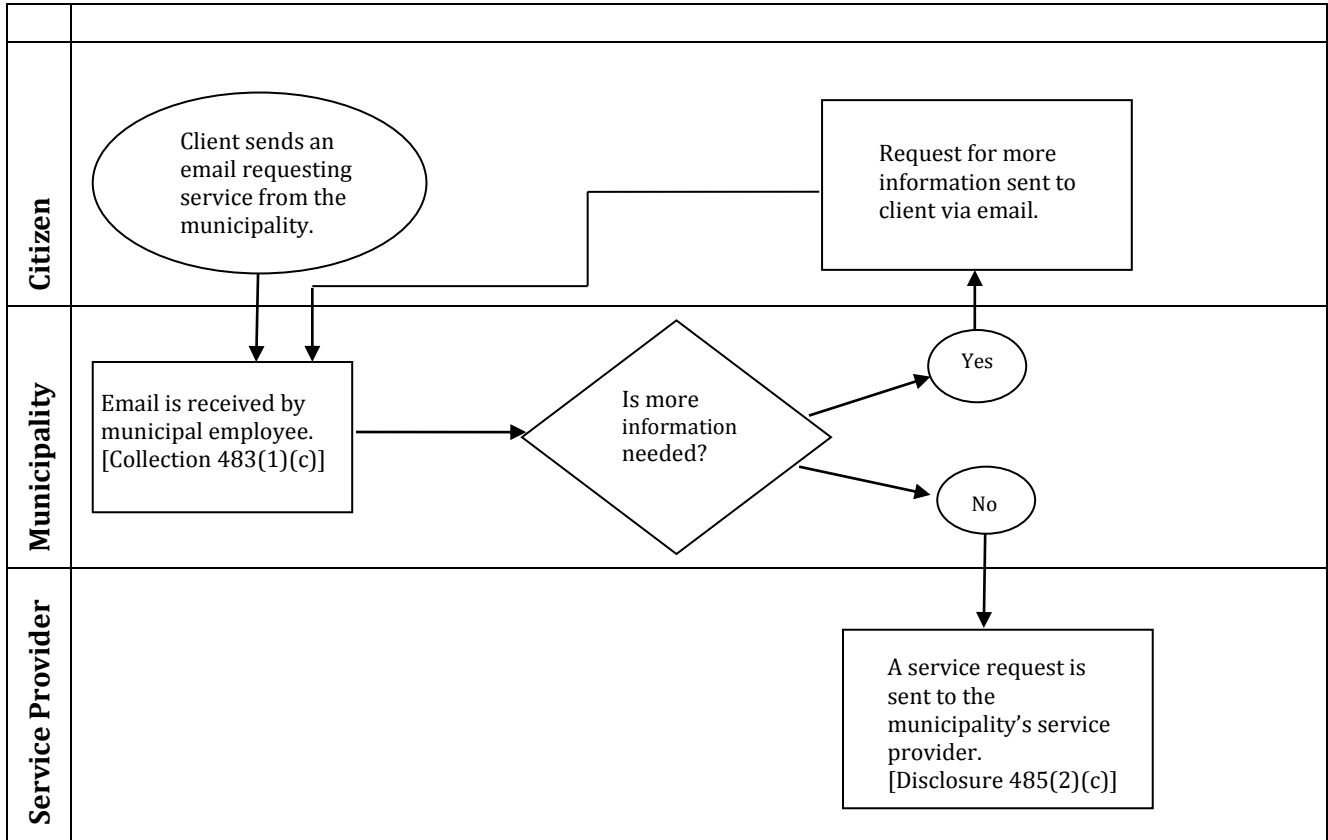 Citizen
Client sends an
email requesting
service from the
municipality.
Request for more
information sent to
client via email.
Municipality
Email is received by
municipal employee.
[Collection 483(1)(c)]
Is more
information
needed?
Yes
No
Service Provider
A service request is
sent to the
municipality’s service
provider.
[Disclosure 485(2)(c)]